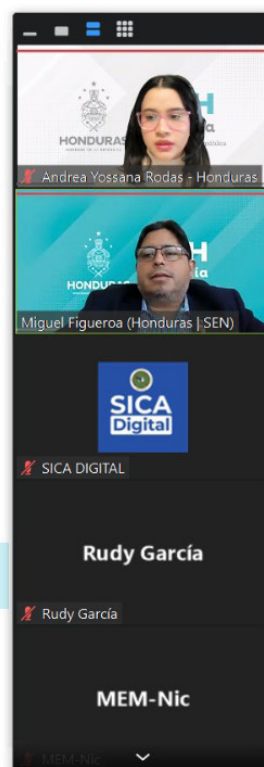 HONDURAS
H
Andrea Yossana Rodas - Honduras
HONDURAS
Miguel Figueroa (Honduras | SEN)
SICA
Digital
SICA DIGITAL
Rudy García
Rudy García
MEM-Nic
MEM-Nic